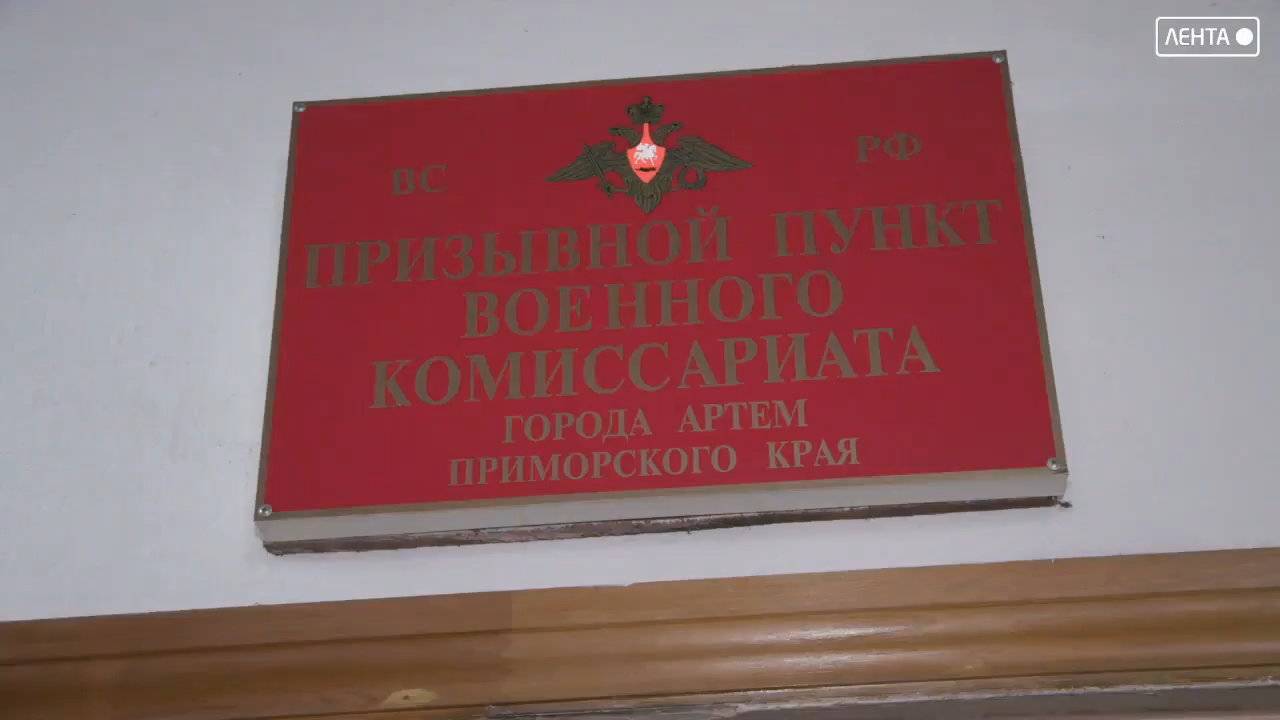 ЛЕНТА
ВС РФ
ПРИЗЫВНОЙ ПУНКТ
ВОЕННОГО
КОМИССАРИАТА
ГОРОДА АРТЕМ
ПРИМОРСКОГО КРАЯ